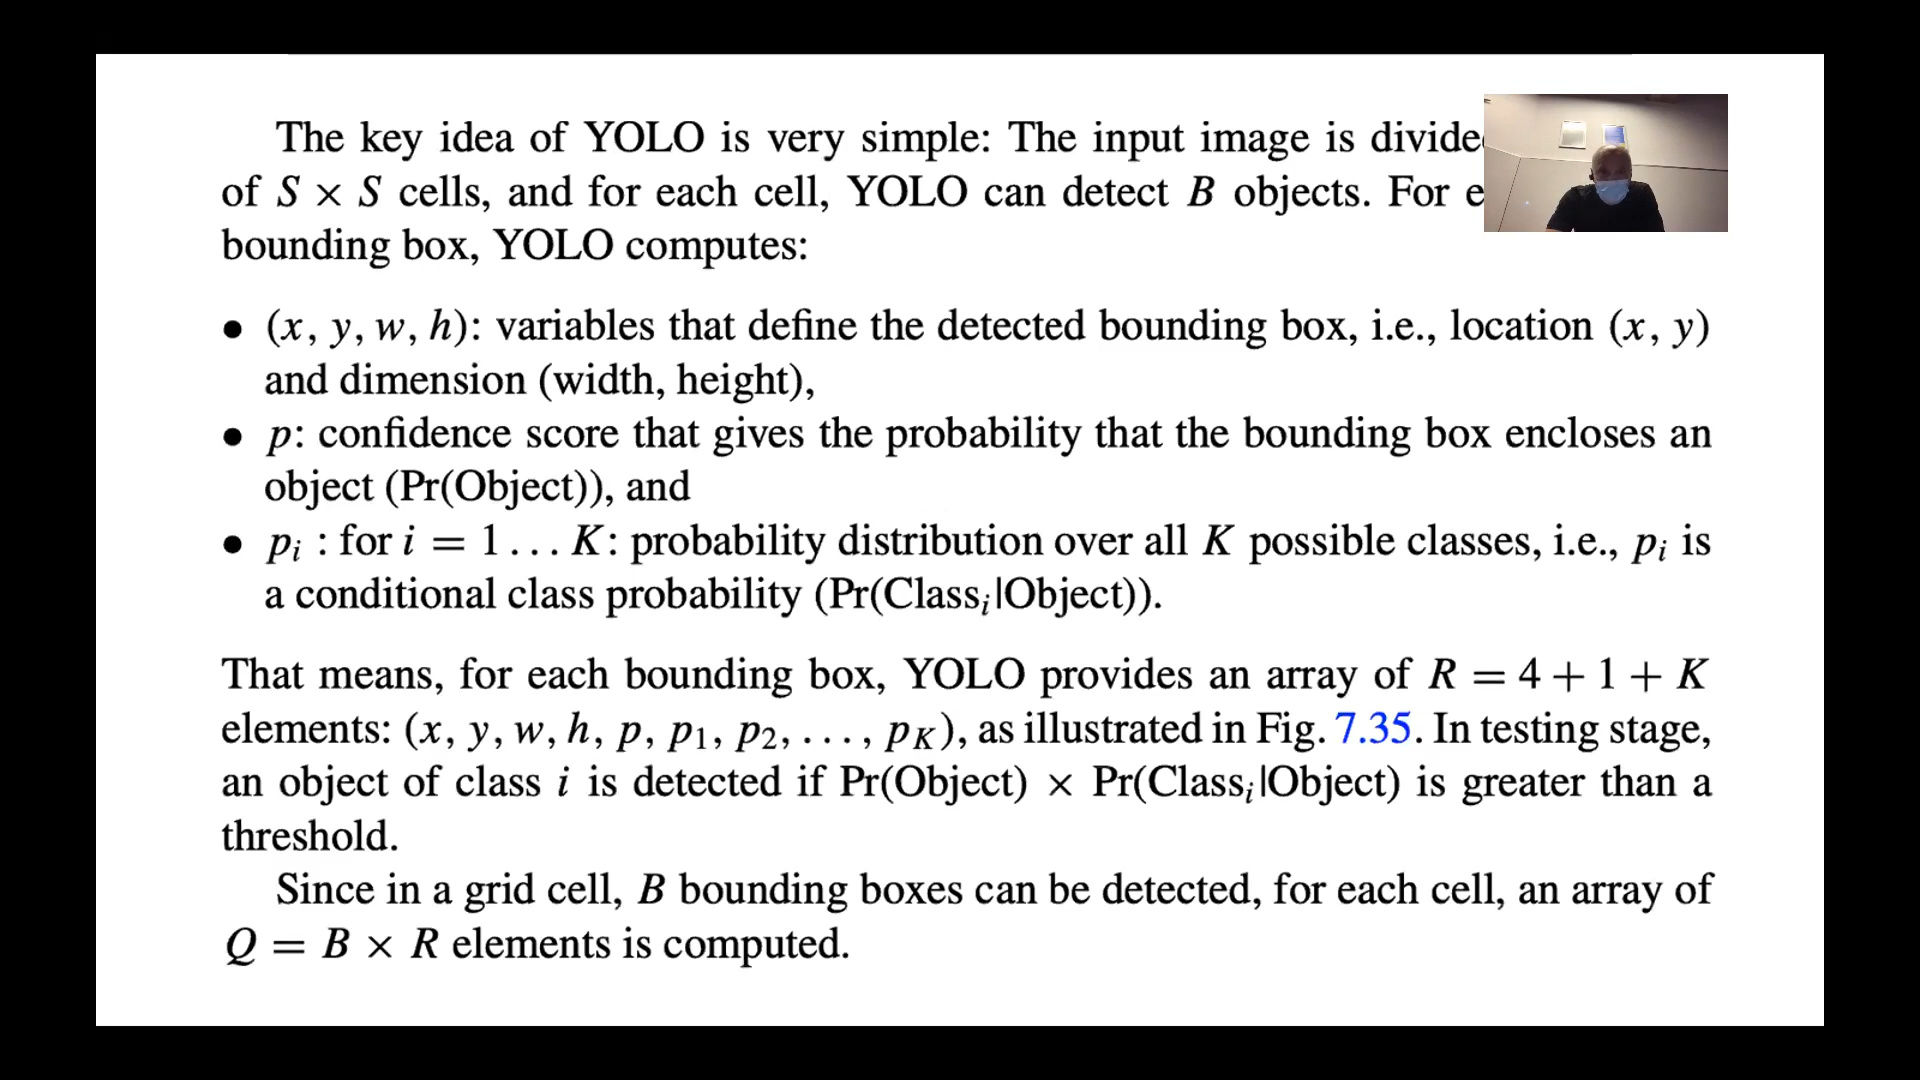 The key idea of YOLO is very simple: The input image is divide
of S × S cells, and for each cell, YOLO can detect B objects. For e
bounding box, YOLO computes:
• (x, y, w, h): variables that define the detected bounding box, i.e., location (x, y)
and dimension (width, height),
• p: confidence score that gives the probability that the bounding box encloses an
object (Pr(Object)), and
• pᵢ : for i = 1 . . . K: probability distribution over all K possible classes, i.e., pᵢ is
a conditional class probability (Pr(Classᵢ|Object)).
That means, for each bounding box, YOLO provides an array of R = 4 + 1 + K
elements: (x, y, w, h, p, p₁, p₂, . . . , p_K), as illustrated in Fig. 7.35. In testing stage,
an object of class i is detected if Pr(Object) × Pr(Classᵢ|Object) is greater than a
threshold.
Since in a grid cell, B bounding boxes can be detected, for each cell, an array of
Q = B × R elements is computed.